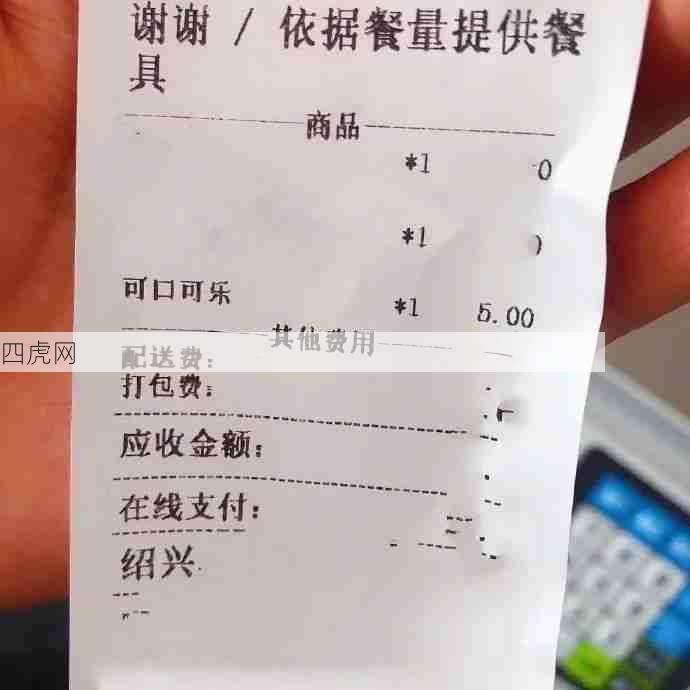 谢谢 / 依据餐量提供餐
具
商品
*1 0
*1
可口可乐 *1 5.00
其他费用
四虎网
配送费:
打包费:
应收金额:
在线支付:
绍兴